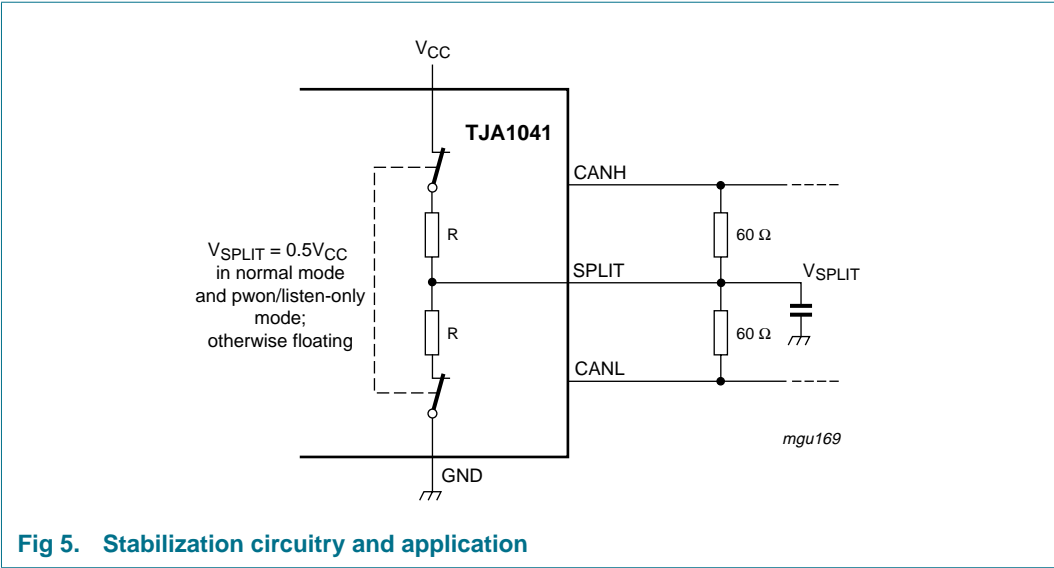 VCC
TJA1041
CANH
R
60 Ω
VSPLIT = 0.5VCC
in normal mode
and pwon/listen-only
mode;
otherwise floating
SPLIT
VSPLIT
R
60 Ω
CANL
mgu169
GND
Fig 5. Stabilization circuitry and application